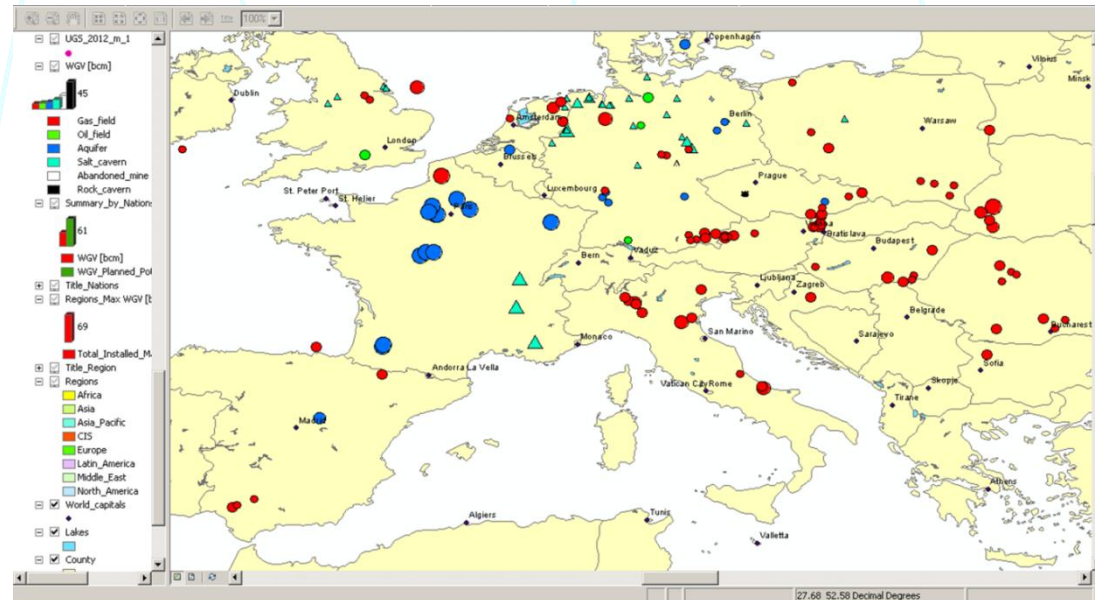 100%
UGS_2012_m_1
WGV [bcm]
45
Gas_field
Oil_field
Aquifer
Salt_cavern
Abandoned_mine
Rock_cavern
Summary_by_Nation
61
WGV [bcm]
WGV_Planned_Po
Title_Nations
Regions_Max WGV [b
69
Total_Installed_M
Title_Region
Regions
Africa
Asia
Asia_Pacific
CIS
Europe
Latin_America
Middle_East
North_America
World_capitals
Lakes
County
Copenhagen
Vilnius
Minsk
Dublin
Amsterdam
Berlin
Warsaw
London
Brussels
Prague
Luxembourg
St. Peter Port
St. Helier
Paris
Bratislava
Budapest
Vaduz
Bern
Ljubljana
Zagreb
Belgrade
Bucharest
San Marino
Sarajevo
Monaco
Sofia
Andorra La Vella
Skopje
Vatican City
Rome
Tirane
Madrid
Athens
Algiers
Tunis
Valletta
27.68 52.58 Decimal Degrees